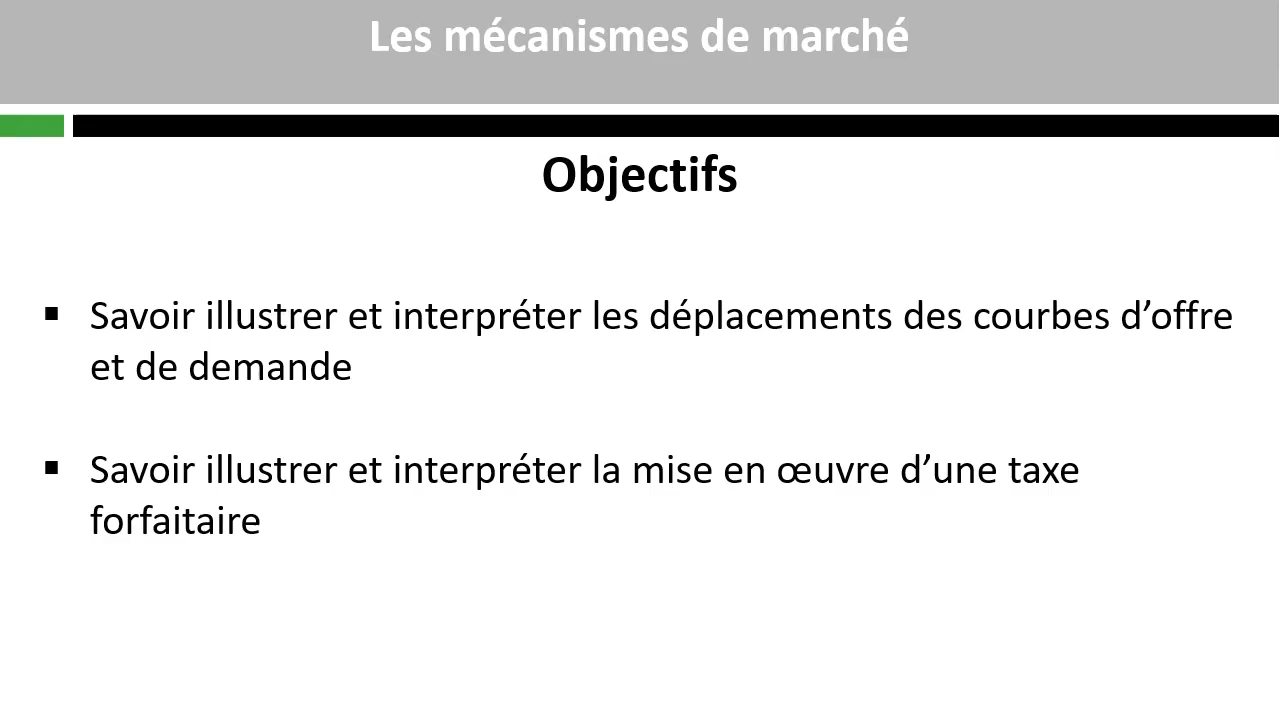 Les mécanismes de marché
Objectifs
▪ Savoir illustrer et interpréter les déplacements des courbes d’offre
et de demande
▪ Savoir illustrer et interpréter la mise en œuvre d’une taxe
forfaitaire